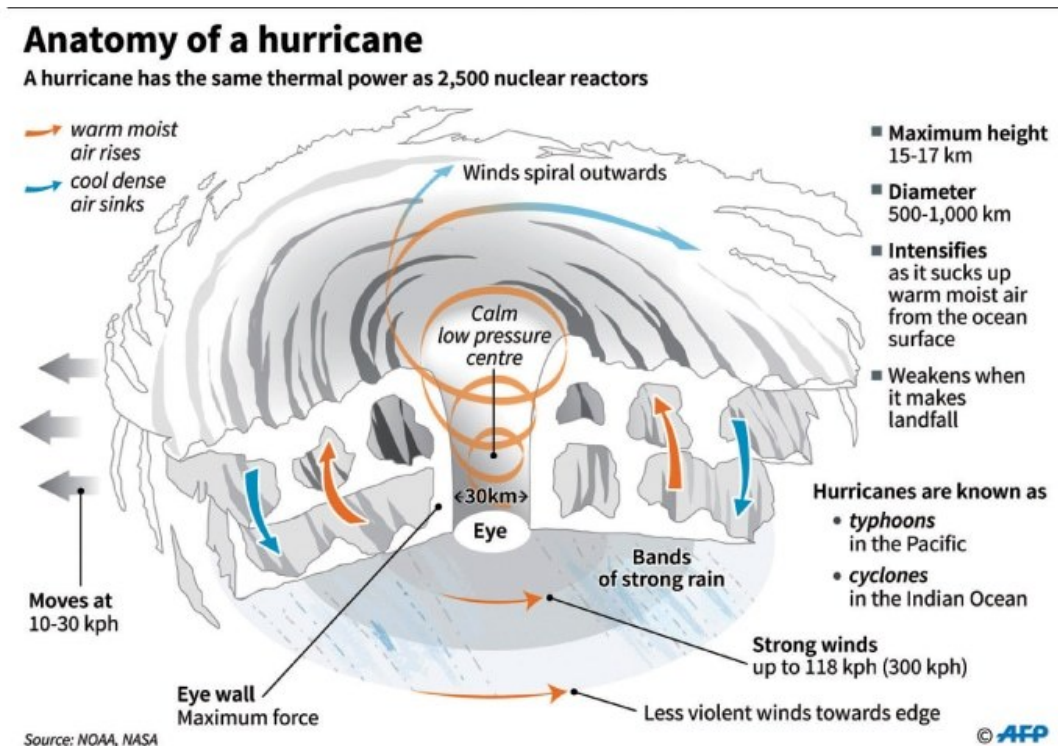 Anatomy of a hurricane
A hurricane has the same thermal power as 2,500 nuclear reactors
warm moist
air rises
cool dense
air sinks
Winds spiral outwards
Calm
low pressure
centre
30km
Eye
Bands
of strong rain
Moves at
10-30 kph
Eye wall
Maximum force
Strong winds
up to 118 kph (300 kph)
Less violent winds towards edge
Maximum height
15-17 km
Diameter
500-1,000 km
Intensifies
as it sucks up
warm moist air
from the ocean
surface
Weakens when
it makes
landfall
Hurricanes are known as
• typhoons
in the Pacific
• cyclones
in the Indian Ocean
Source: NOAA, NASA
© AFP